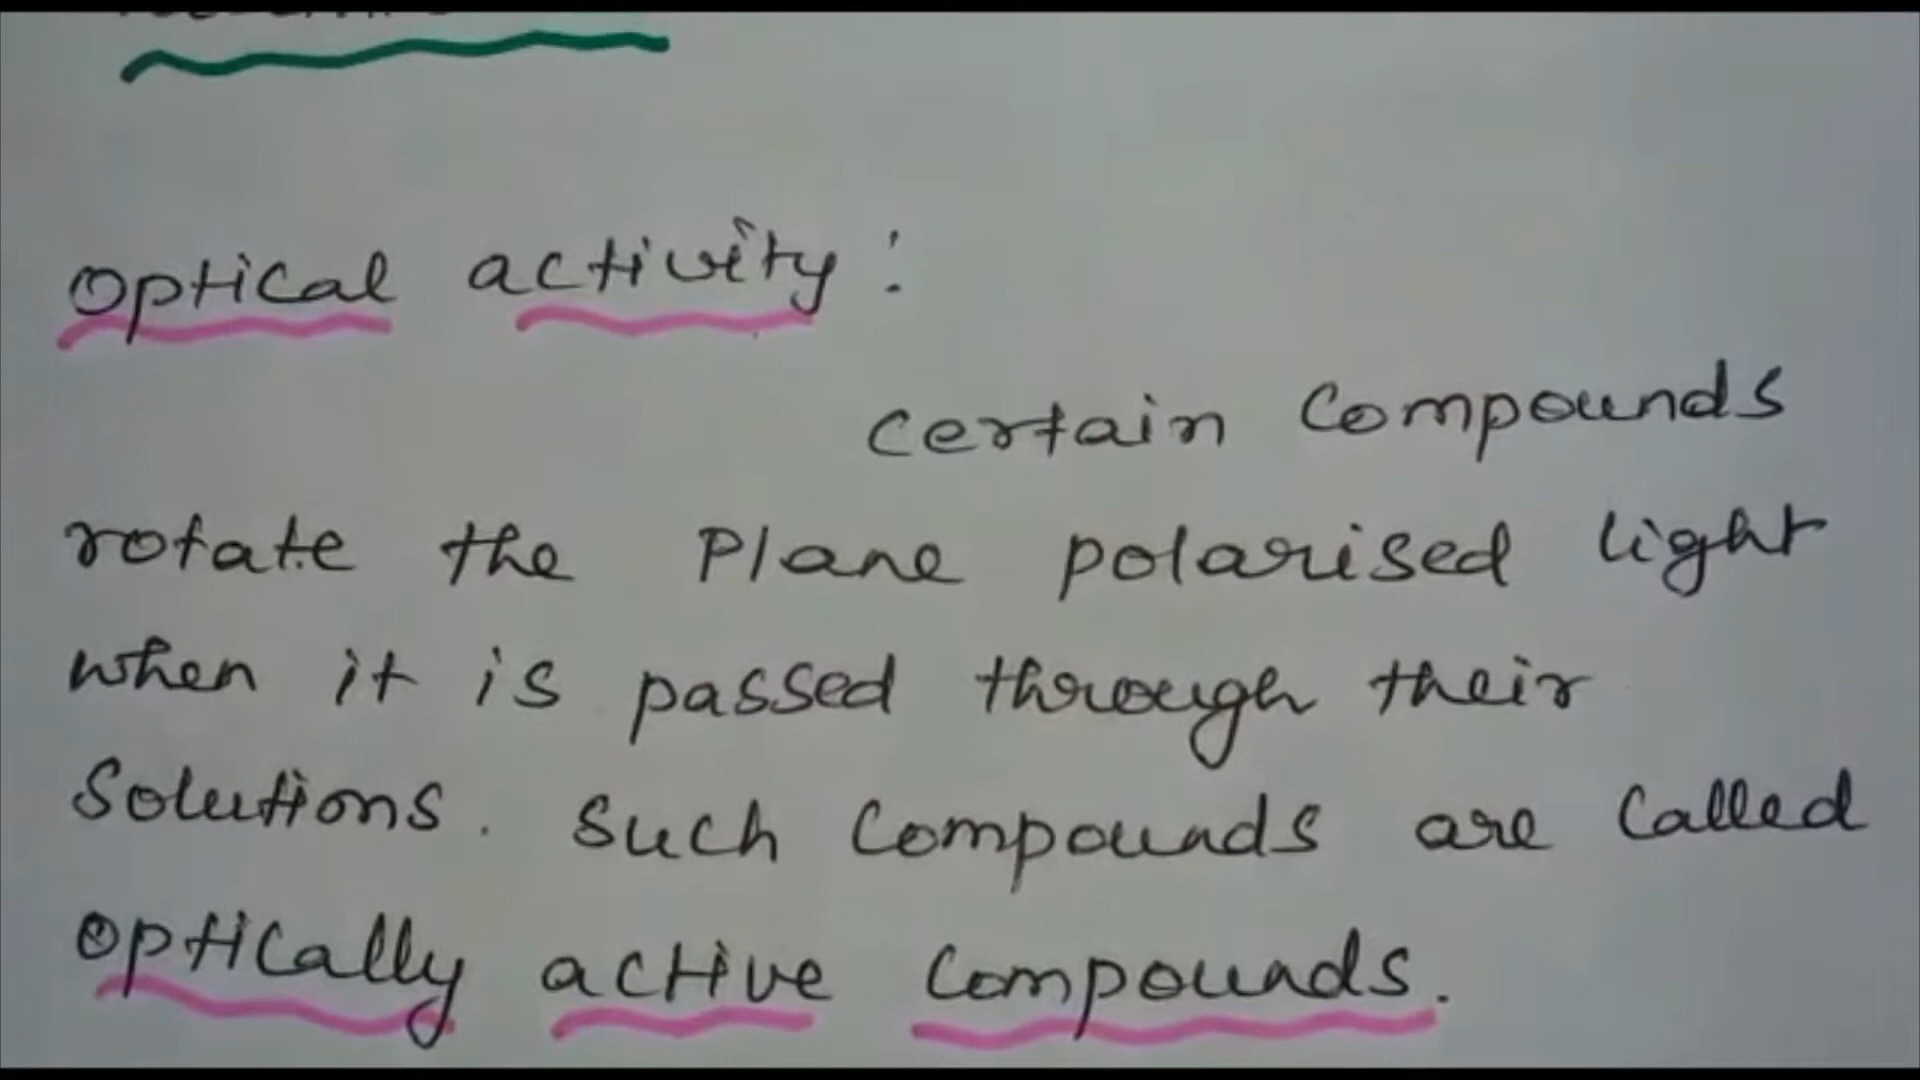 Optical activity:
Certain Compounds
rotate the Plane polarised light
when it is passed through their
Solutions. Such Compounds are Called
Optically active Compounds.